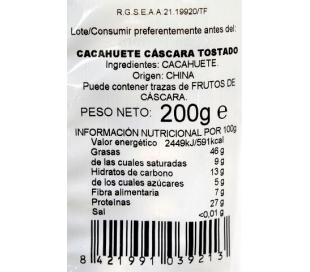 R.G.S.E.A.A 21.19920/TF
Lote/Consumir preferentemente antes del:
CACAHUETE CÁSCARA TOSTADO
Ingredientes: CACAHUETE.
Origen: CHINA
Puede contener trazas de FRUTOS DE
CÁSCARA.
PESO NETO: 200g e
INFORMACIÓN NUTRICIONAL POR 100g
Valor energético 2449kJ/591kcal
Grasas 46 g
de las cuales saturadas 9 g
Hidratos de carbono 13 g
de los cuales azúcares 5 g
Fibra alimentaria 7 g
Proteínas 27 g
Sal <0,01 g
8 421991 039213